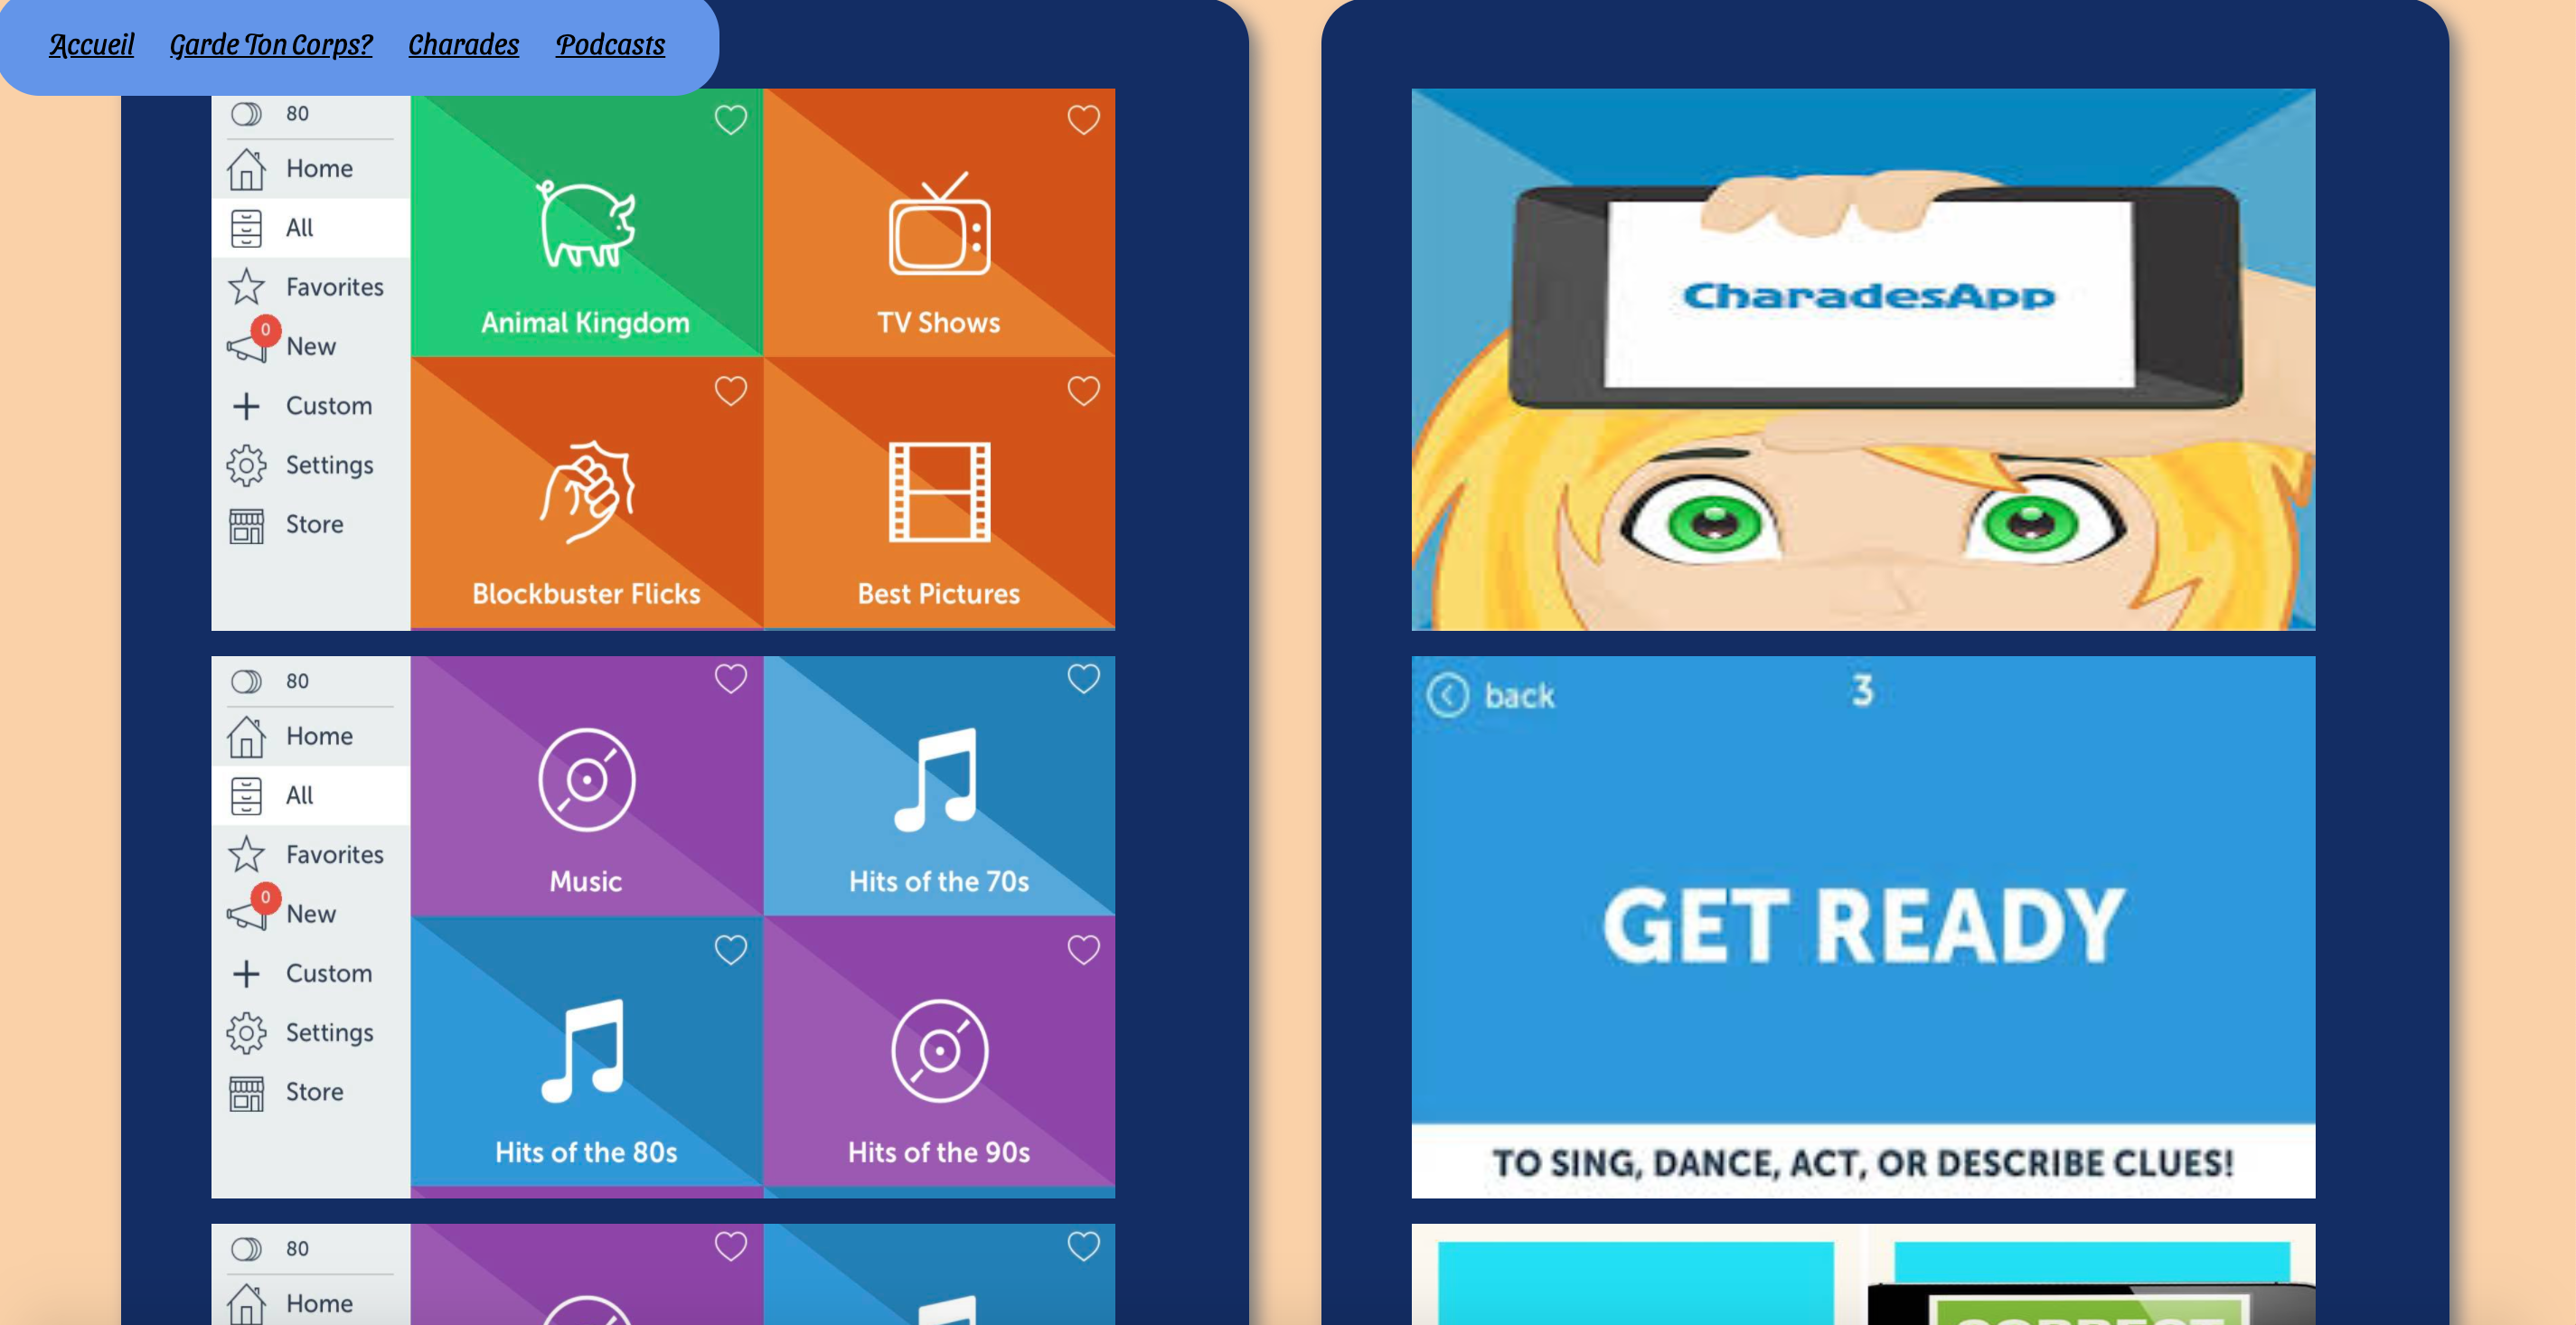 Accueil Garde Ton Corps? Charades Podcasts
80
Home
All
Favorites
0
New
Custom
Settings
Store
Animal Kingdom
TV Shows
Blockbuster Flicks
Best Pictures
80
Home
All
Favorites
0
New
Custom
Settings
Store
Music
Hits of the 70s
Hits of the 80s
Hits of the 90s
80
Home
CharadesApp
back
3
GET READY
TO SING, DANCE, ACT, OR DESCRIBE CLUES!
CORRECT